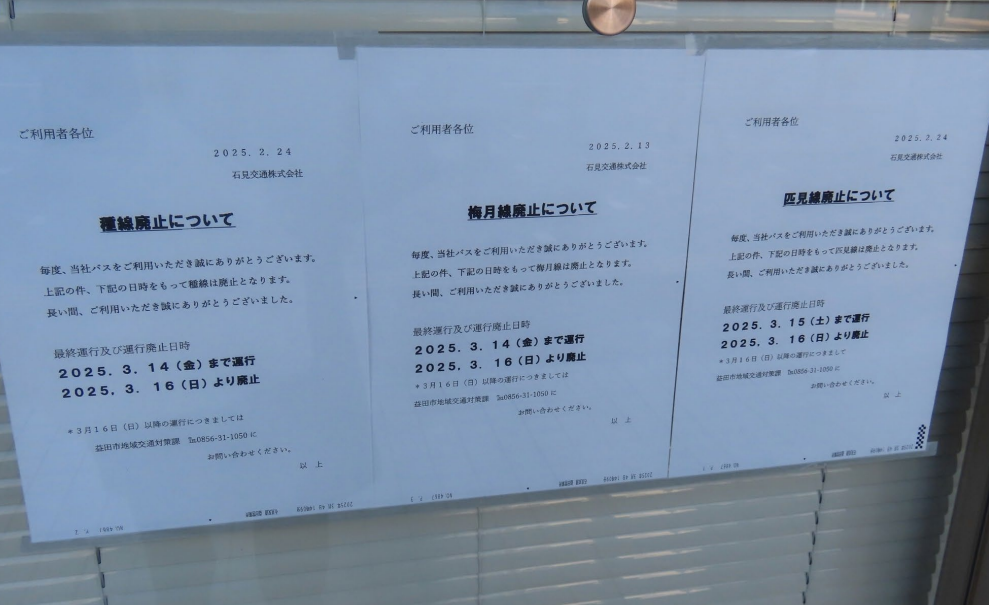 ご利用者各位
2025.2.24
石見交通株式会社
種線廃止について
毎度、当社バスをご利用いただき誠にありがとうございます。
上記の件、下記の日時をもって種線は廃止となります。
長い間、ご利用いただき誠にありがとうございました。
最終運行及び運行廃止日時
2025.3.14(金)まで運行
2025.3.16(日)より廃止
*3月16日(日)以降の運行につきましては
益田市地域交通対策課 ℡0856-31-1050に
お問い合わせください。
以上
ご利用者各位
2025.2.13
石見交通株式会社
梅月線廃止について
毎度、当社バスをご利用いただき誠にありがとうございます。
上記の件、下記の日時をもって梅月線は廃止となります。
長い間、ご利用いただき誠にありがとうございました。
最終運行及び運行廃止日時
2025.3.14(金)まで運行
2025.3.16(日)より廃止
*3月16日(日)以降の運行につきましては
益田市地域交通対策課 ℡0856-31-1050に
お問い合わせください。
以上
ご利用者各位
2025.2.24
石見交通株式会社
匹見線廃止について
毎度、当社バスをご利用いただき誠にありがとうございます。
上記の件、下記の日時をもって匹見線は廃止となります。
長い間、ご利用いただき誠にありがとうございました。
最終運行及び運行廃止日時
2025.3.15(土)まで運行
2025.3.16(日)より廃止
*3月16日(日)以降の運行につきまして
益田市地域交通対策課 ℡0856-31-1050に
お問い合わせください。
以上